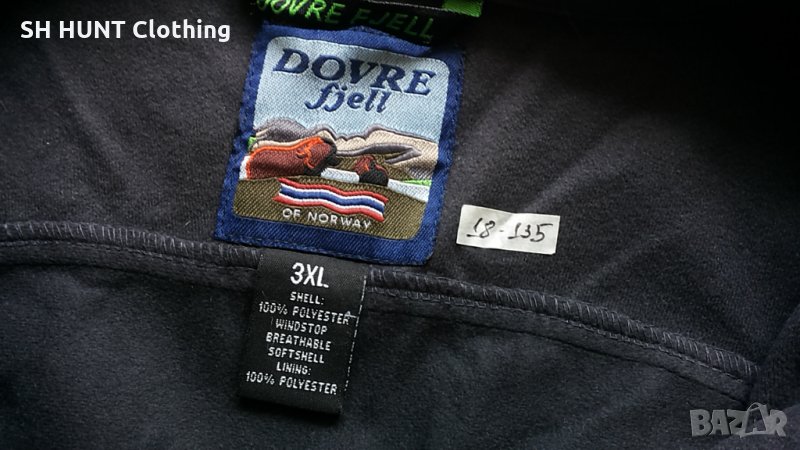 SH HUNT Clothing
DOVRE FJELL
DOVRE
fjell
OF NORWAY
18-135
3XL
SHELL:
100% POLYESTER
WINDSTOP
BREATHABLE
SOFTSHELL
LINING:
100% POLYESTER
BAZAR